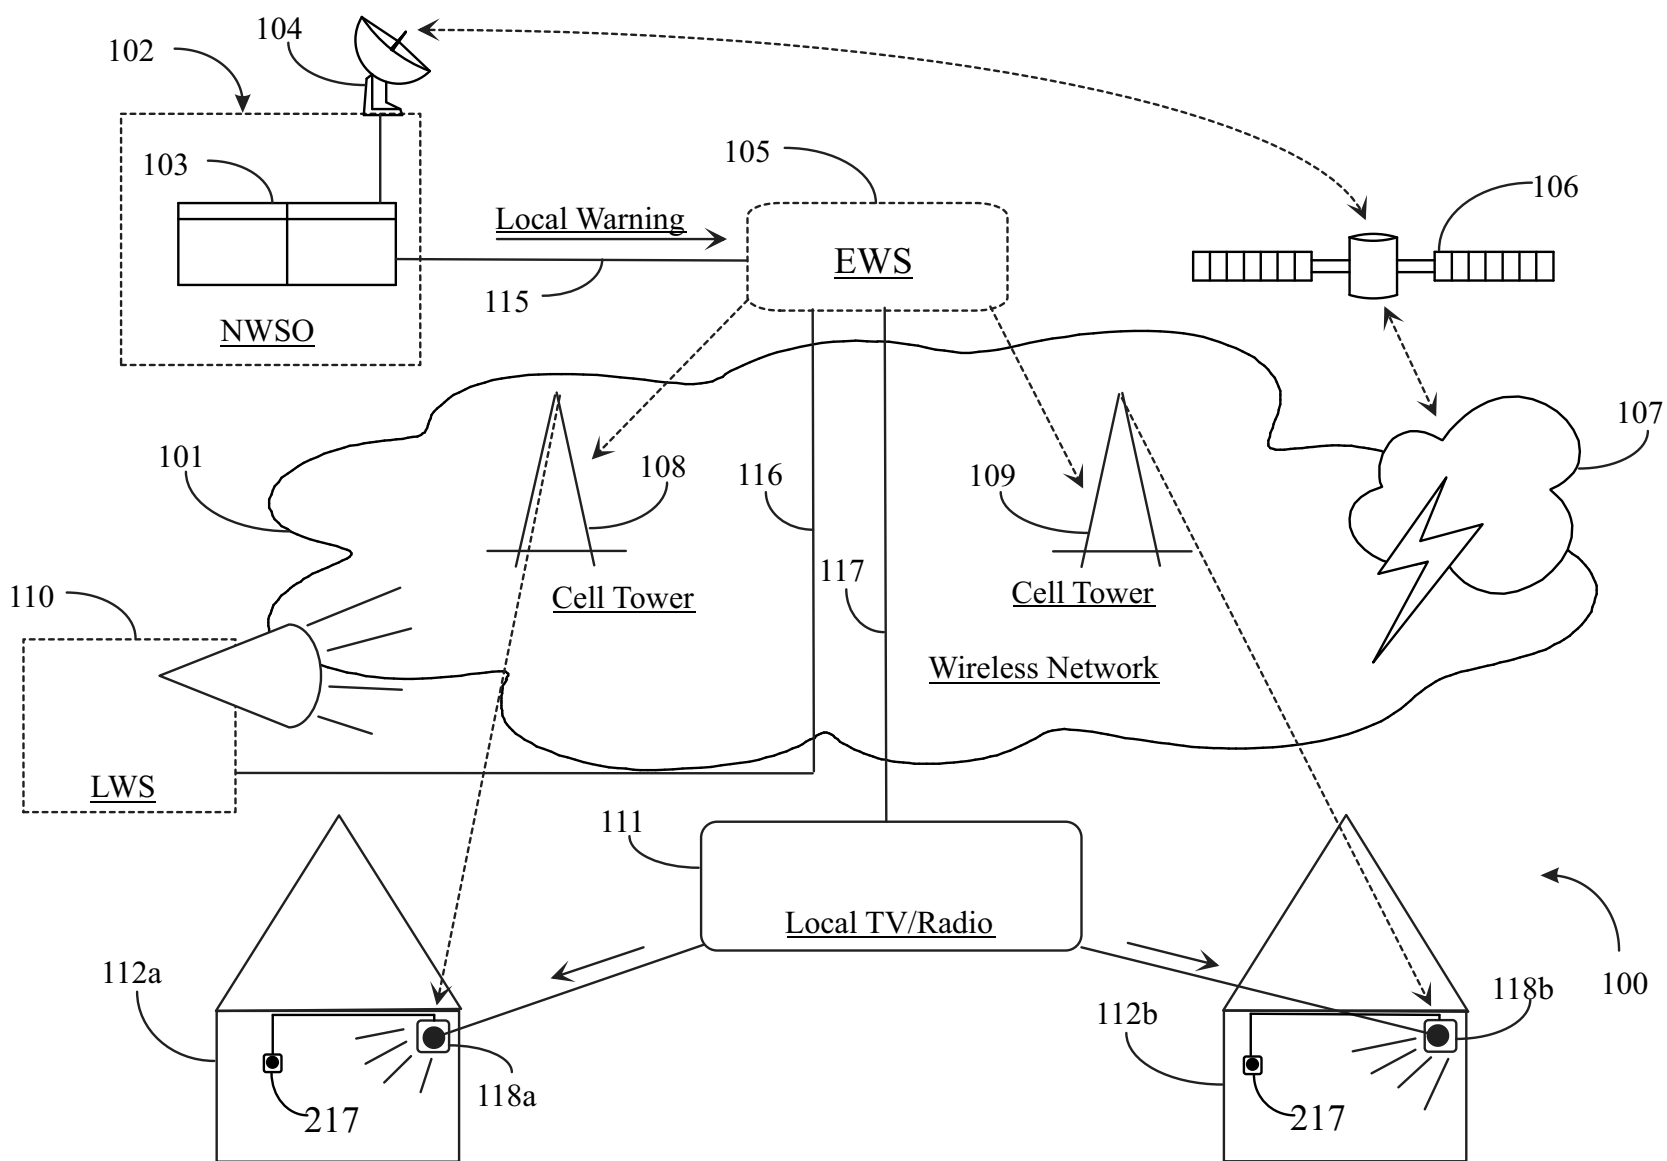 104
102
105
103
106
Local Warning
EWS
115
NWSO
107
101
108
116
109
117
110
Cell Tower
Cell Tower
Wireless Network
LWS
111
Local TV/Radio
112a
100
118b
112b
118a
217
217